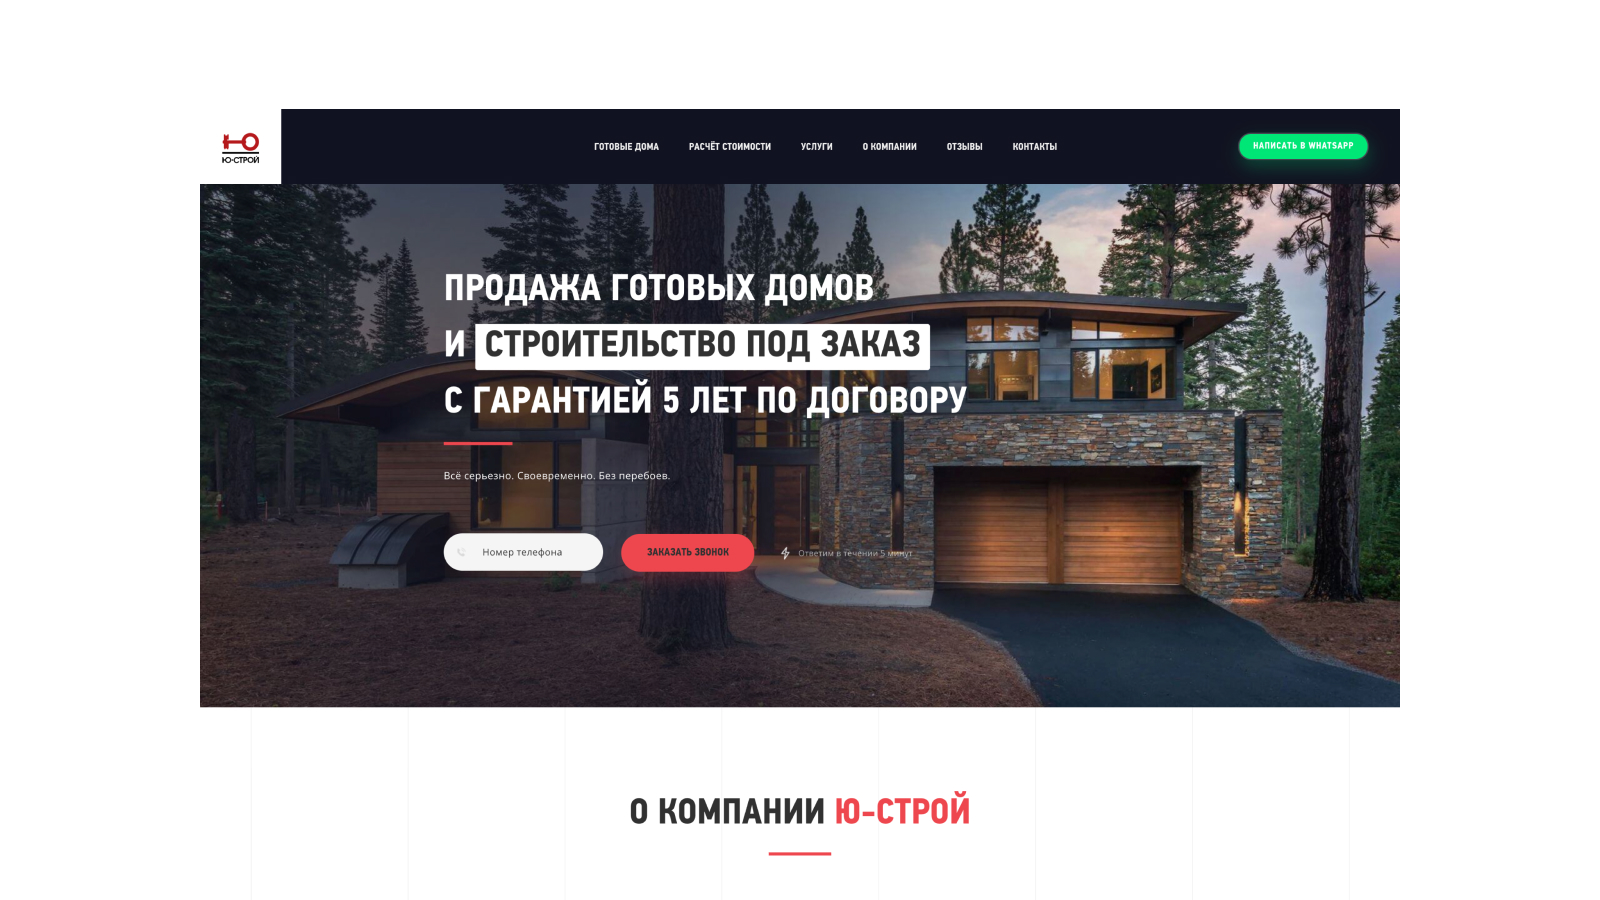 Ю-СТРОЙ
ГОТОВЫЕ ДОМА РАСЧЁТ СТОИМОСТИ УСЛУГИ О КОМПАНИИ ОТЗЫВЫ КОНТАКТЫ
НАПИСАТЬ В WHATSAPP
ПРОДАЖА ГОТОВЫХ ДОМОВ
И СТРОИТЕЛЬСТВО ПОД ЗАКАЗ
С ГАРАНТИЕЙ 5 ЛЕТ ПО ДОГОВОРУ
Всё серьезно. Своевременно. Без перебоев.
Номер телефона
ЗАКАЗАТЬ ЗВОНОК
Ответим в течении 5 минут
О КОМПАНИИ Ю-СТРОЙ